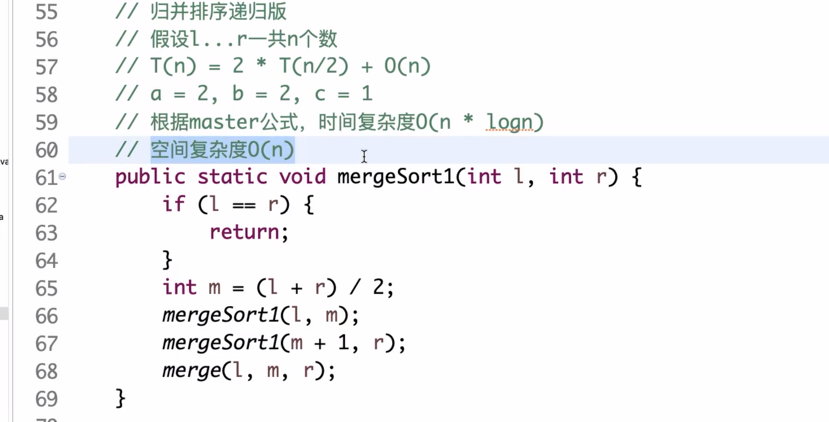 va
a
55 // 归并排序递归版
56 // 假设l...r一共n个数
57 // T(n) = 2 * T(n/2) + O(n)
58 // a = 2, b = 2, c = 1
59 // 根据master公式，时间复杂度O(n * logn)
60 // 空间复杂度O(n)
61 public static void mergeSort1(int l, int r) {
62 if (l == r) {
63 return;
64 }
65 int m = (l + r) / 2;
66 mergeSort1(l, m);
67 mergeSort1(m + 1, r);
68 merge(l, m, r);
69 }